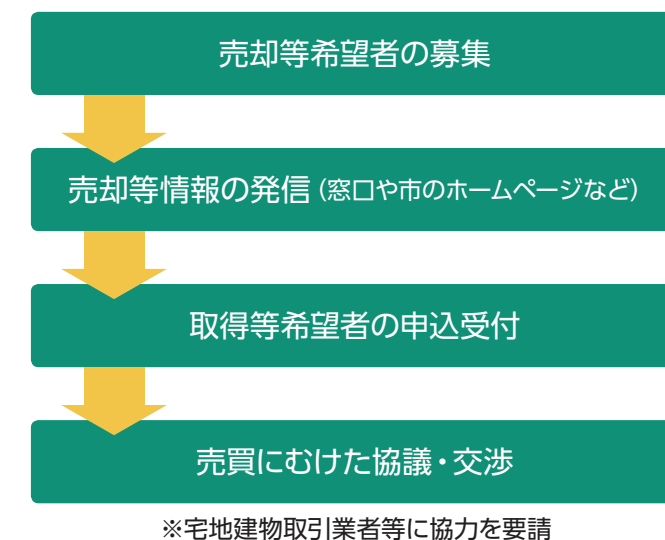 売却等希望者の募集
売却等情報の発信（窓口や市のホームページなど）
取得等希望者の申込受付
売買にむけた協議・交渉
※宅地建物取引業者等に協力を要請